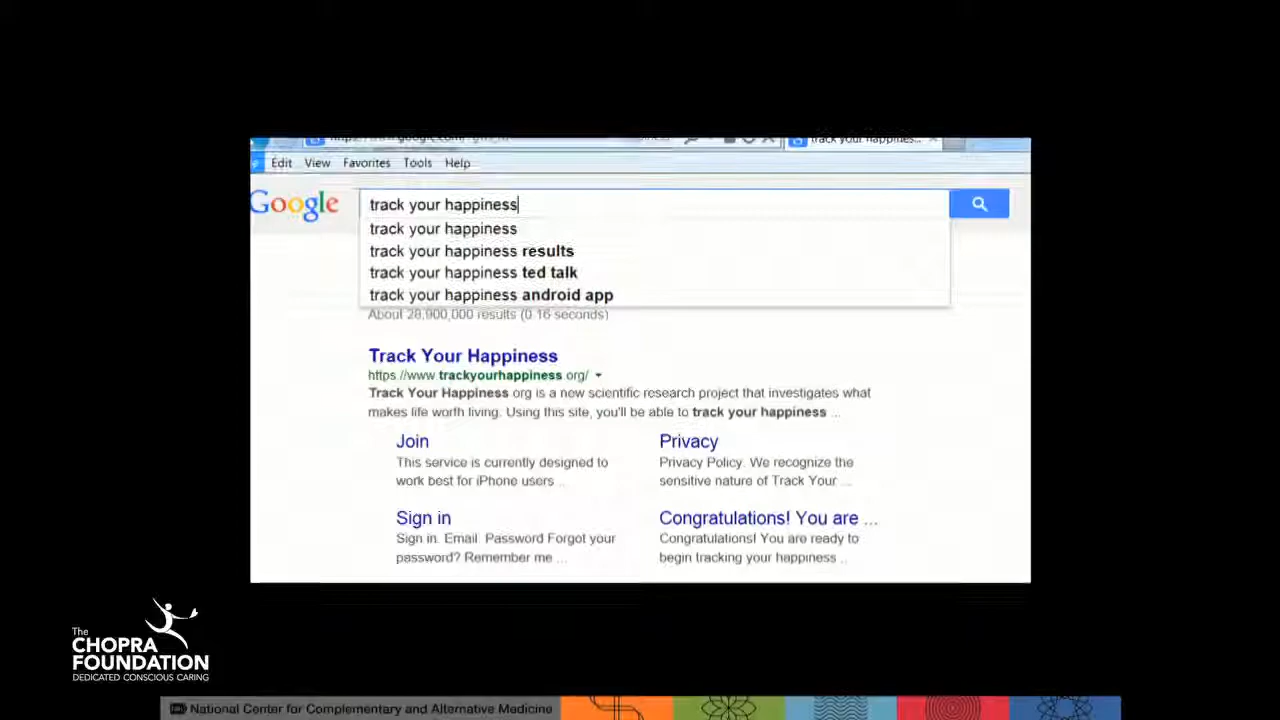 track your happiness...
Edit View Favorites Tools Help
Google
track your happiness
track your happiness
track your happiness results
track your happiness ted talk
track your happiness android app
About 28,900,000 results (0.16 seconds)
Track Your Happiness
https://www.trackyourhappiness.org/
Track Your Happiness org is a new scientific research project that investigates what
makes life worth living. Using this site, you'll be able to track your happiness ...
Join
This service is currently designed to
work best for iPhone users ...
Privacy
Privacy Policy. We recognize the
sensitive nature of Track Your ...
Sign in
Sign in. Email. Password Forgot your
password? Remember me ...
Congratulations! You are ...
Congratulations! You are ready to
begin tracking your happiness ...
The
CHOPRA
FOUNDATION
DEDICATED CONSCIOUS CARING
National Center for Complementary and Alternative Medicine